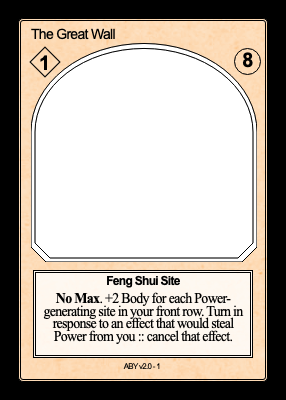 The Great Wall
1
8
Feng Shui Site
No Max. +2 Body for each Power-
generating site in your front row. Turn in
response to an effect that would steal
Power from you :: cancel that effect.
ABY v2.0 - 1